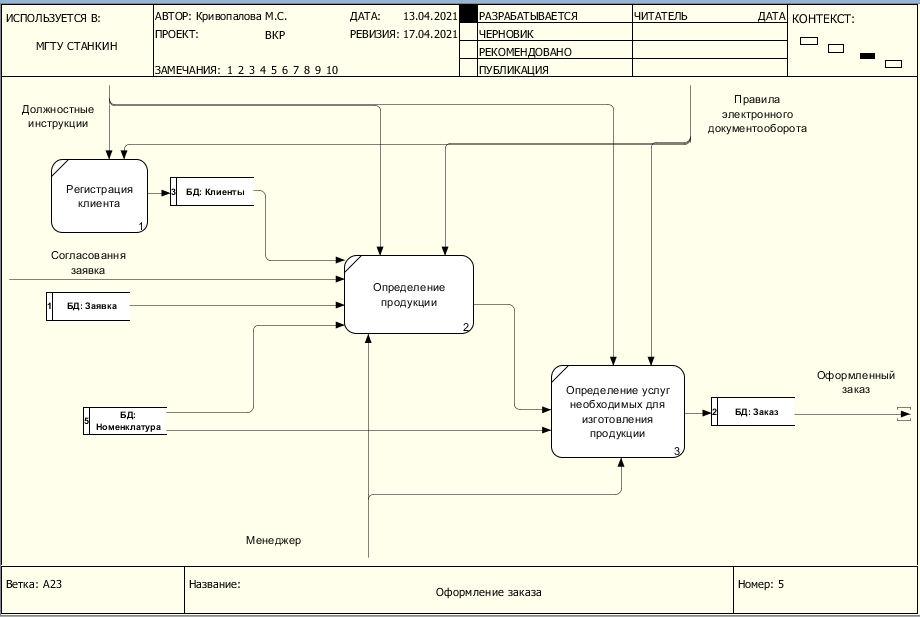 ИСПОЛЬЗУЕТСЯ В:
МГТУ СТАНКИН
АВТОР: Кривопалова М.С.
ДАТА: 13.04.2021
ПРОЕКТ: ВКР
РЕВИЗИЯ: 17.04.2021
ЗАМЕЧАНИЯ: 1 2 3 4 5 6 7 8 9 10
РАЗРАБАТЫВАЕТСЯ
ЧЕРНОВИК
РЕКОМЕНДОВАНО
ПУБЛИКАЦИЯ
ЧИТАТЕЛЬ ДАТА
КОНТЕКСТ:
Должностные
инструкции
Правила
электронного
документооборота
Регистрация
клиента
1
3 БД: Клиенты
Согласовання
заявка
1 БД: Заявка
Определение
продукции
2
5 БД:
Номенклатура
Определение услуг
необходимых для
изготовления
продукции
3
2 БД: Заказ
Оформленный
заказ
Менеджер
Ветка: A23
Название:
Оформление заказа
Номер: 5